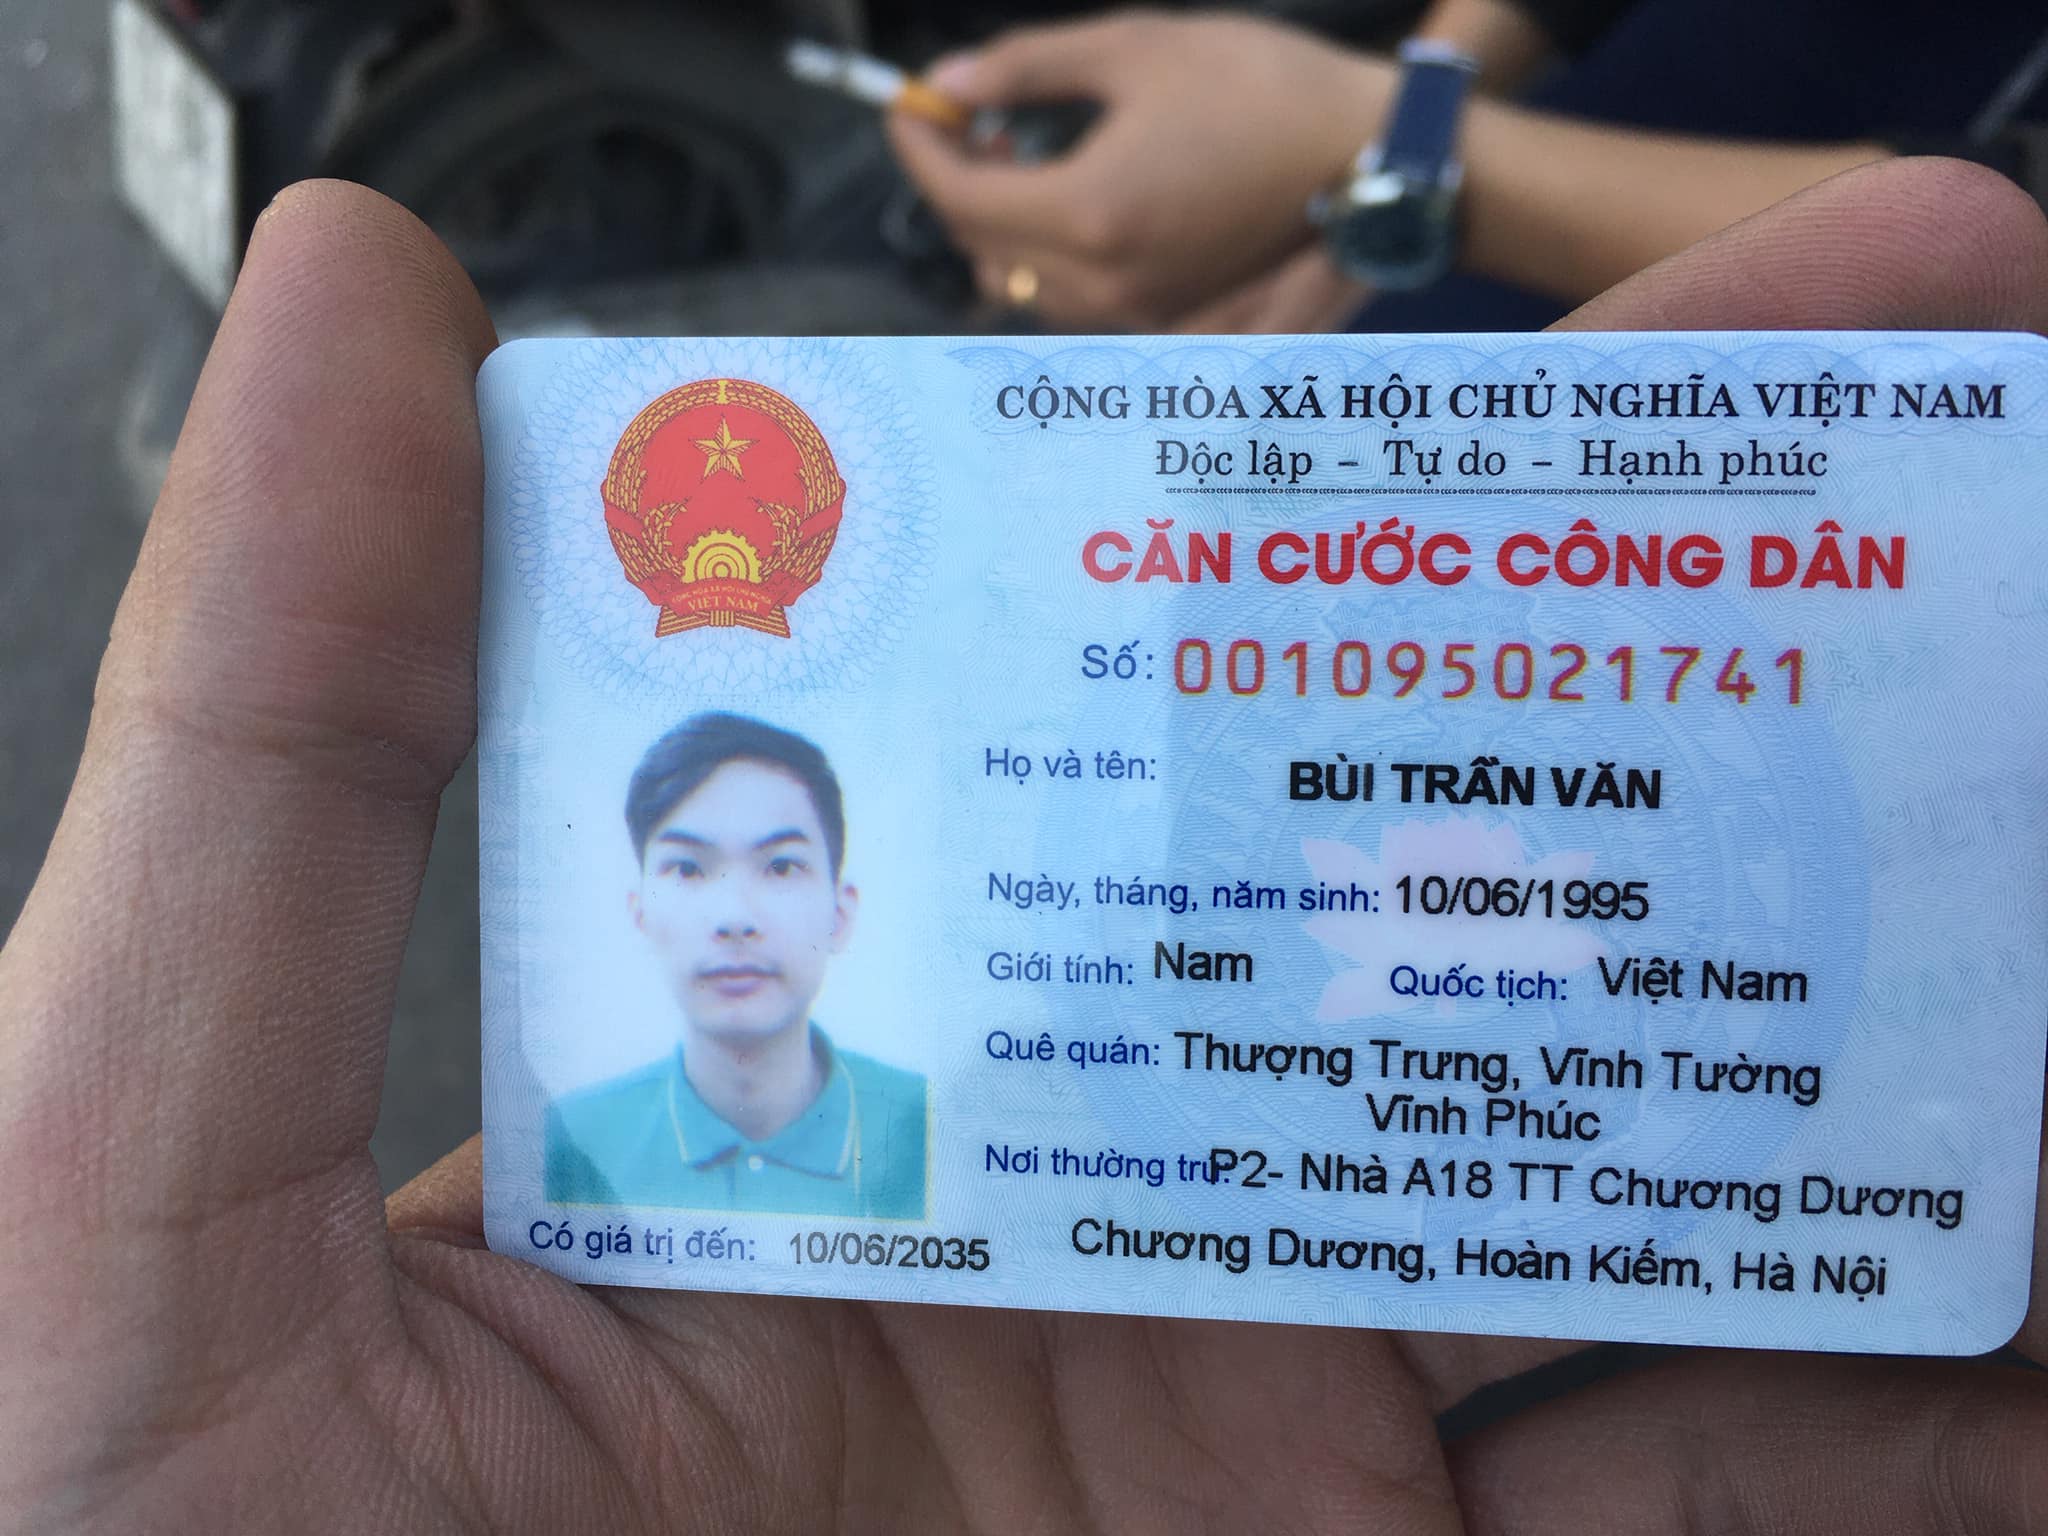 CỘNG HÒA XÃ HỘI CHỦ NGHĨA VIỆT NAM
Độc lập – Tự do – Hạnh phúc
CĂN CƯỚC CÔNG DÂN
Số: 001095021741
Họ và tên: BÙI TRẦN VĂN
Ngày, tháng, năm sinh: 10/06/1995
Giới tính: Nam Quốc tịch: Việt Nam
Quê quán: Thượng Trưng, Vĩnh Tường
Vĩnh Phúc
Nơi thường trú: P2- Nhà A18 TT Chương Dương
Chương Dương, Hoàn Kiếm, Hà Nội
Có giá trị đến: 10/06/2035
CỘNG HÒA XÃ HỘI CHỦ NGHĨA
VIỆT NAM